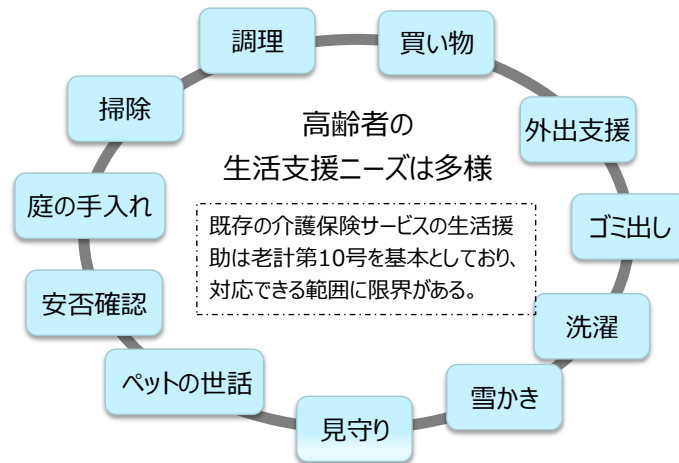 調理
買い物
掃除
外出支援
高齢者の
生活支援ニーズは多様
庭の手入れ
ゴミ出し
既存の介護保険サービスの生活援
助は老計第10号を基本としており、
対応できる範囲に限界がある。
安否確認
洗濯
ペットの世話
雪かき
見守り